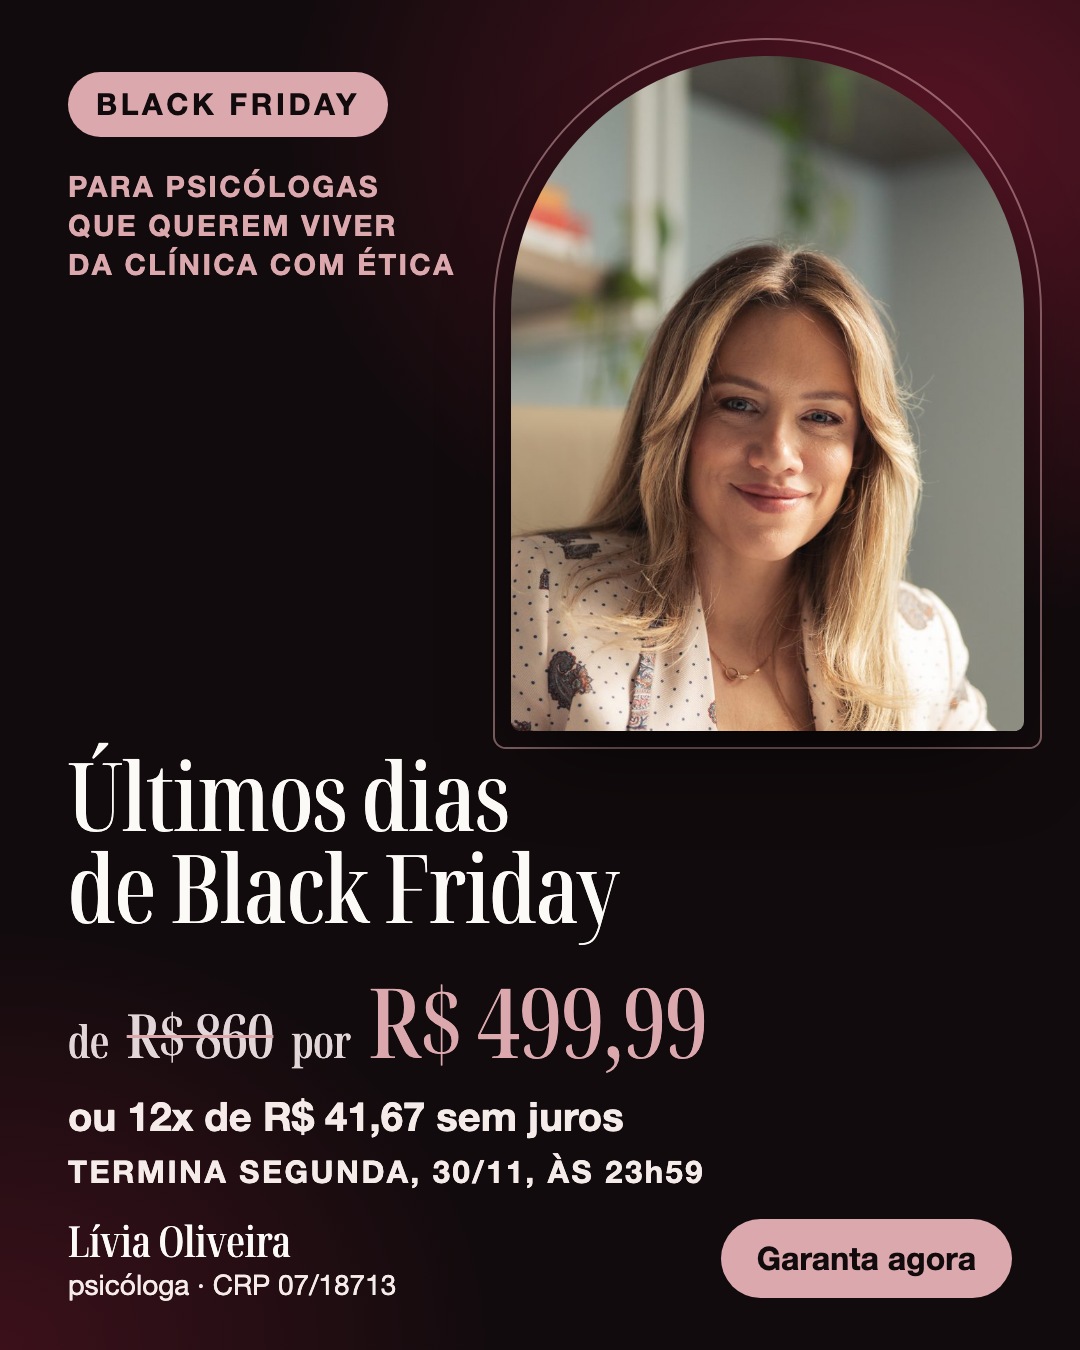 BLACK FRIDAY
PARA PSICÓLOGAS
QUE QUEREM VIVER
DA CLÍNICA COM ÉTICA
Últimos dias
de Black Friday
de R$ 860 por R$ 499,99
ou 12x de R$ 41,67 sem juros
TERMINA SEGUNDA, 30/11, ÀS 23h59
Lívia Oliveira
psicóloga · CRP 07/18713
Garanta agora